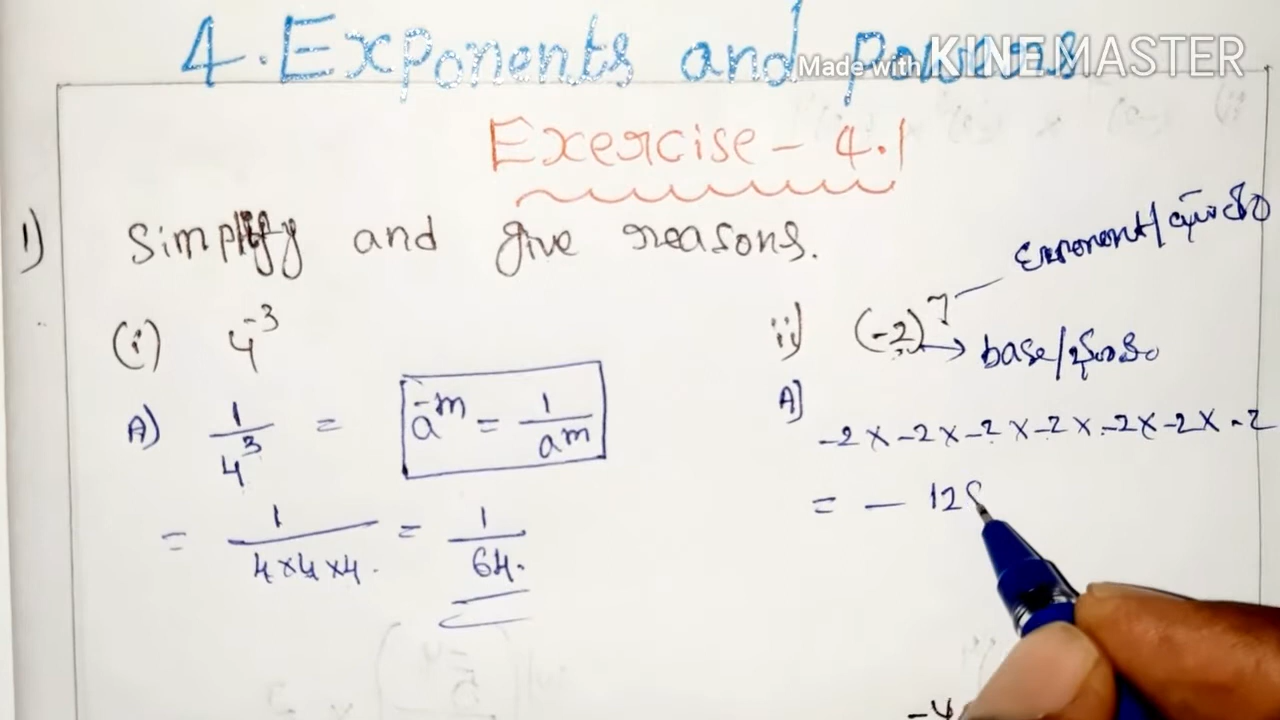 4. Exponents and powers
Made with KINEMASTER
Exercise - 4.1
1) Simplify and give reasons.
(i) 4⁻³
A) 1/4³ = a⁻ᵐ = 1/aᵐ
= 1/(4×4×4) = 1/64.
ii) (-2)⁷
exponent/
base/భూమి
A]
-2 × -2 × -2 × -2 × -2 × -2 × -2
= - 128